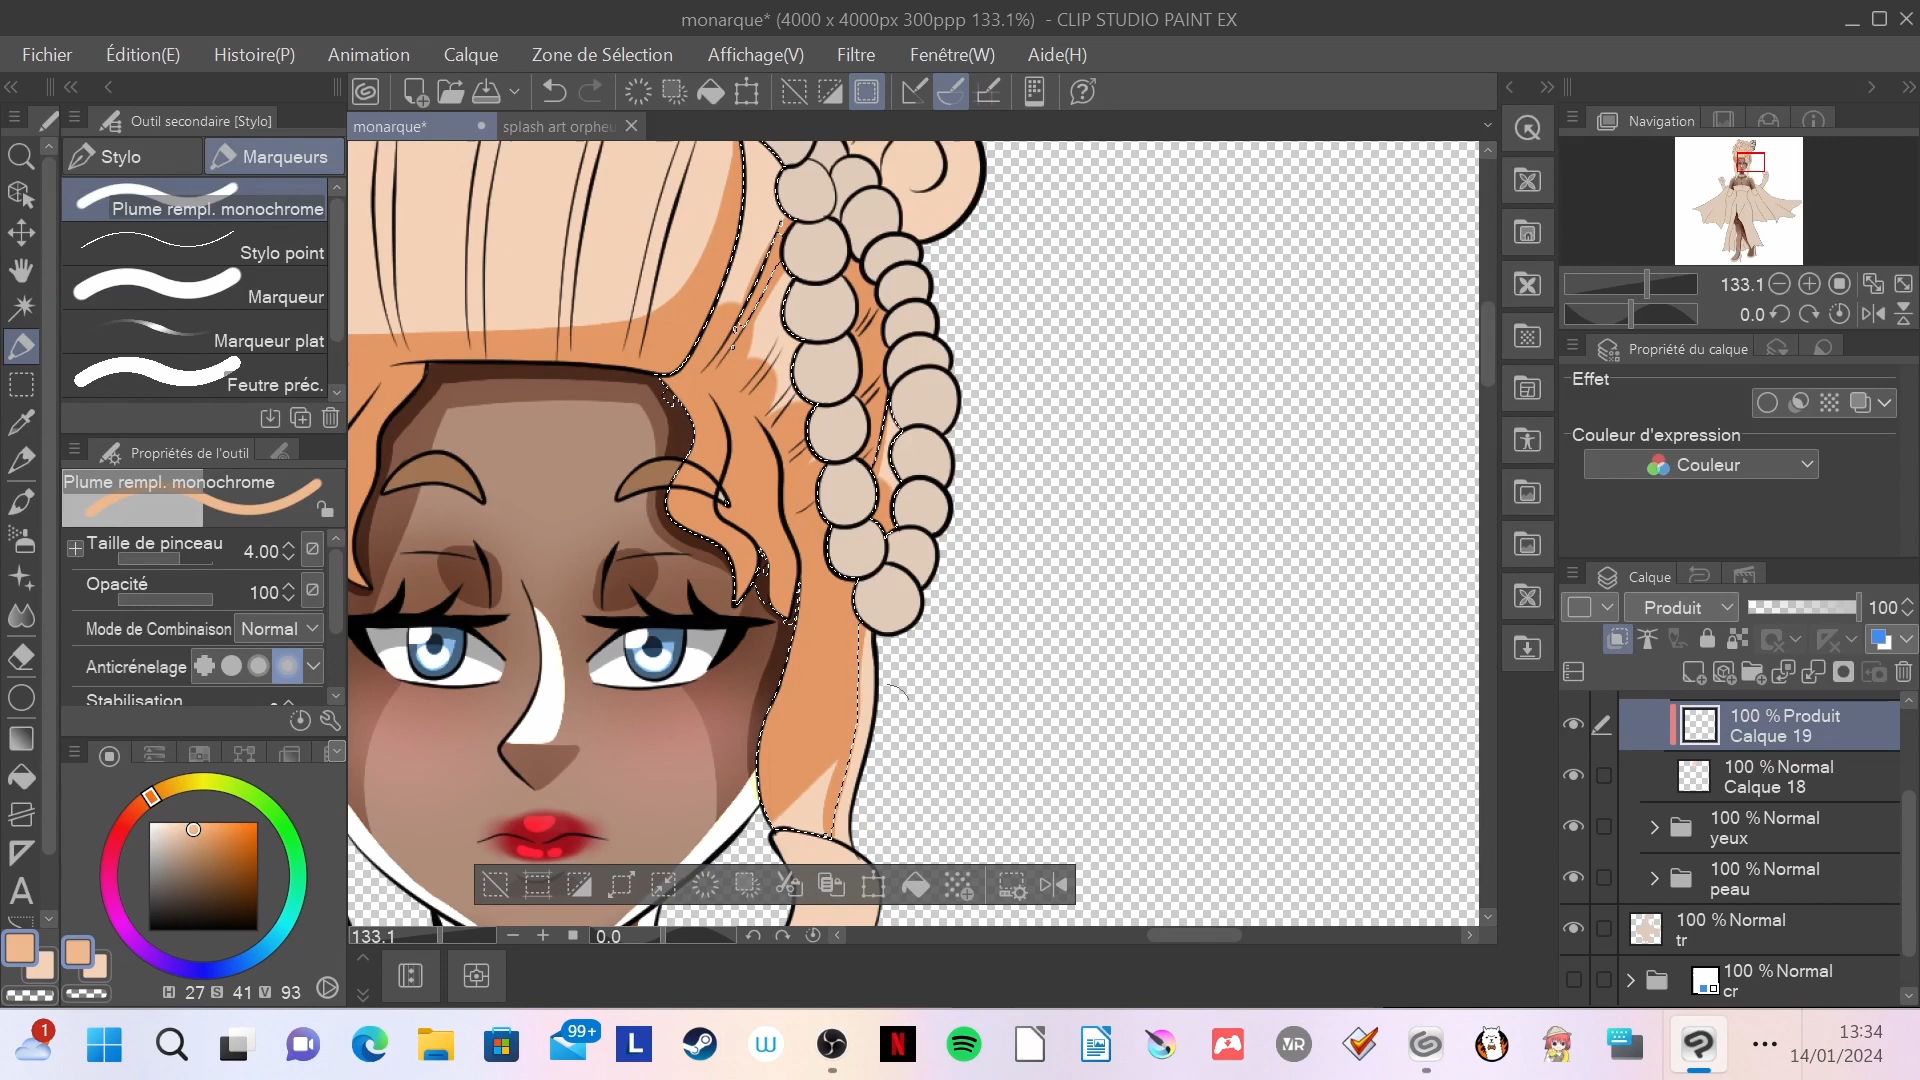 monarque* (4000 x 4000px 300ppp 133.1%) - CLIP STUDIO PAINT EX
Fichier Édition(E) Histoire(P) Animation Calque Zone de Sélection Affichage(V) Filtre Fenêtre(W) Aide(H)
Outil secondaire [Stylo]
Stylo Marqueurs
Plume rempl. monochrome
Stylo point
Marqueur
Marqueur plat
Feutre préc.
Propriétés de l'outil
Plume rempl. monochrome
Taille de pinceau 4.00
Opacité 100
Mode de Combinaison Normal
Anticrénelage
Stabilisation
H 27 S 41 V 93
monarque* splash art orpheu
133.1 0.0
Navigation
133.1
0.0
Propriété du calque
Effet
Couleur d'expression
Couleur
Calque
Produit 100
100 % Produit
Calque 19
100 % Normal
Calque 18
100 % Normal
yeux
100 % Normal
peau
100 % Normal
tr
100 % Normal
cr
A
1
99+
L
W
N
VR
13:34
14/01/2024